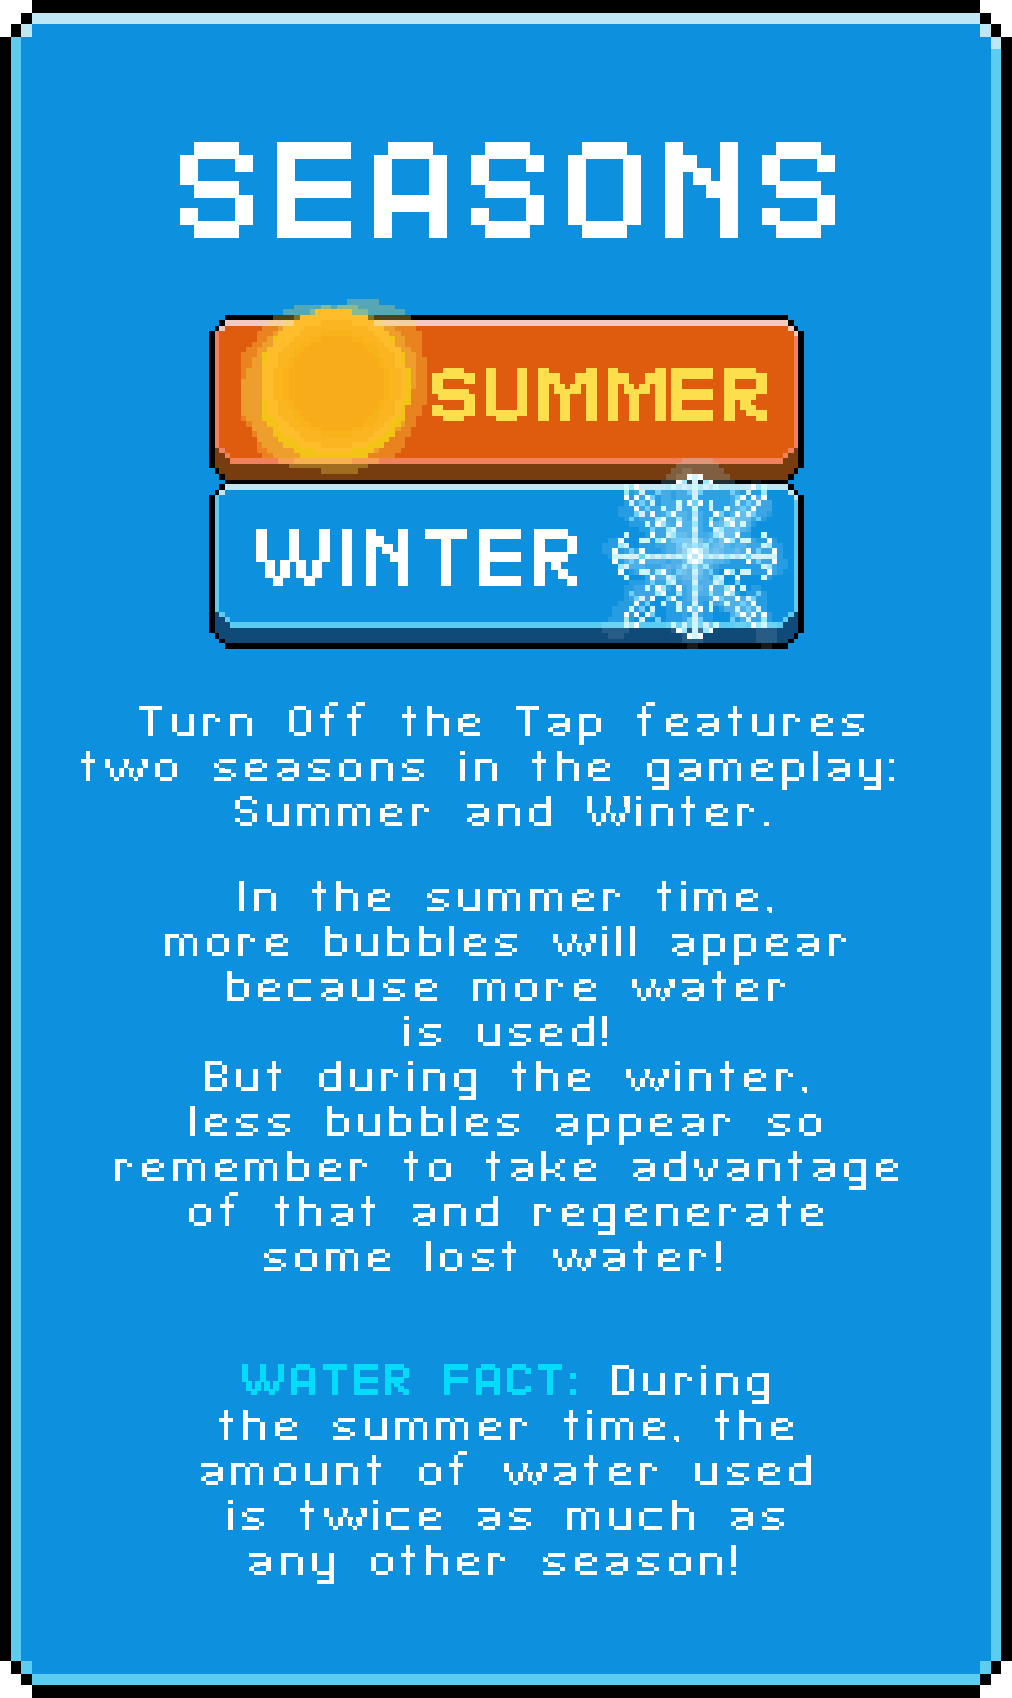 SEASONS
SUMMER
WINTER
Turn Off the Tap features
two seasons in the gameplay:
Summer and Winter.
In the summer time,
more bubbles will appear
because more water
is used!
But during the winter,
less bubbles appear so
remember to take advantage
of that and regenerate
some lost water!
WATER FACT: During
the summer time, the
amount of water used
is twice as much as
any other season!